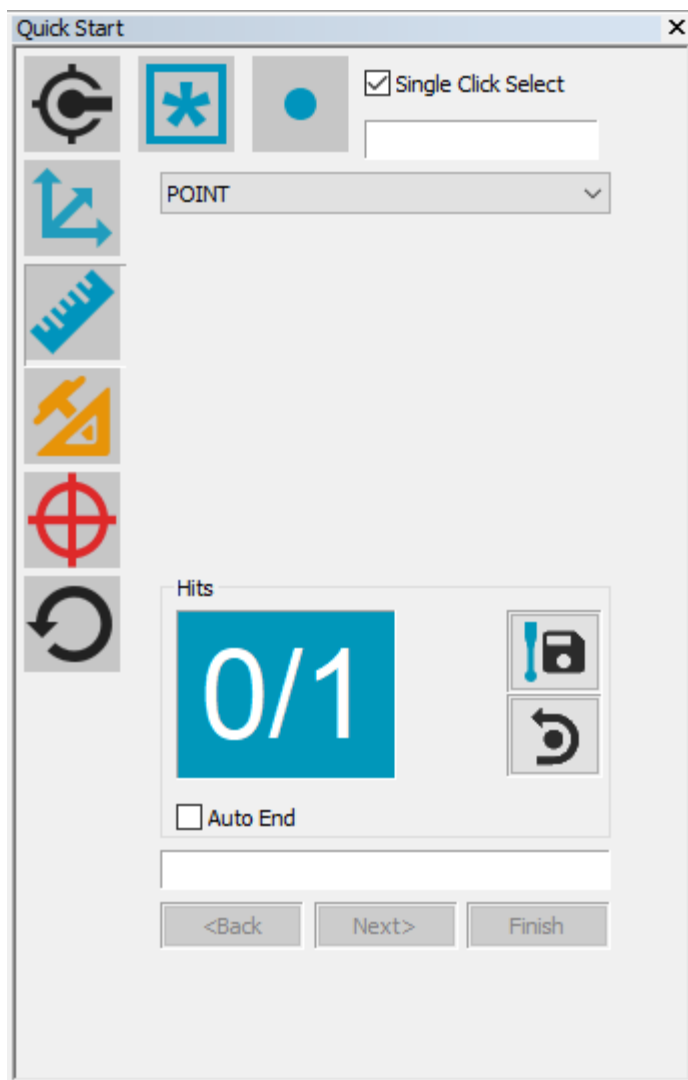 Quick Start
Single Click Select
POINT
Hits
0/1
Auto End
<Back
Next>
Finish